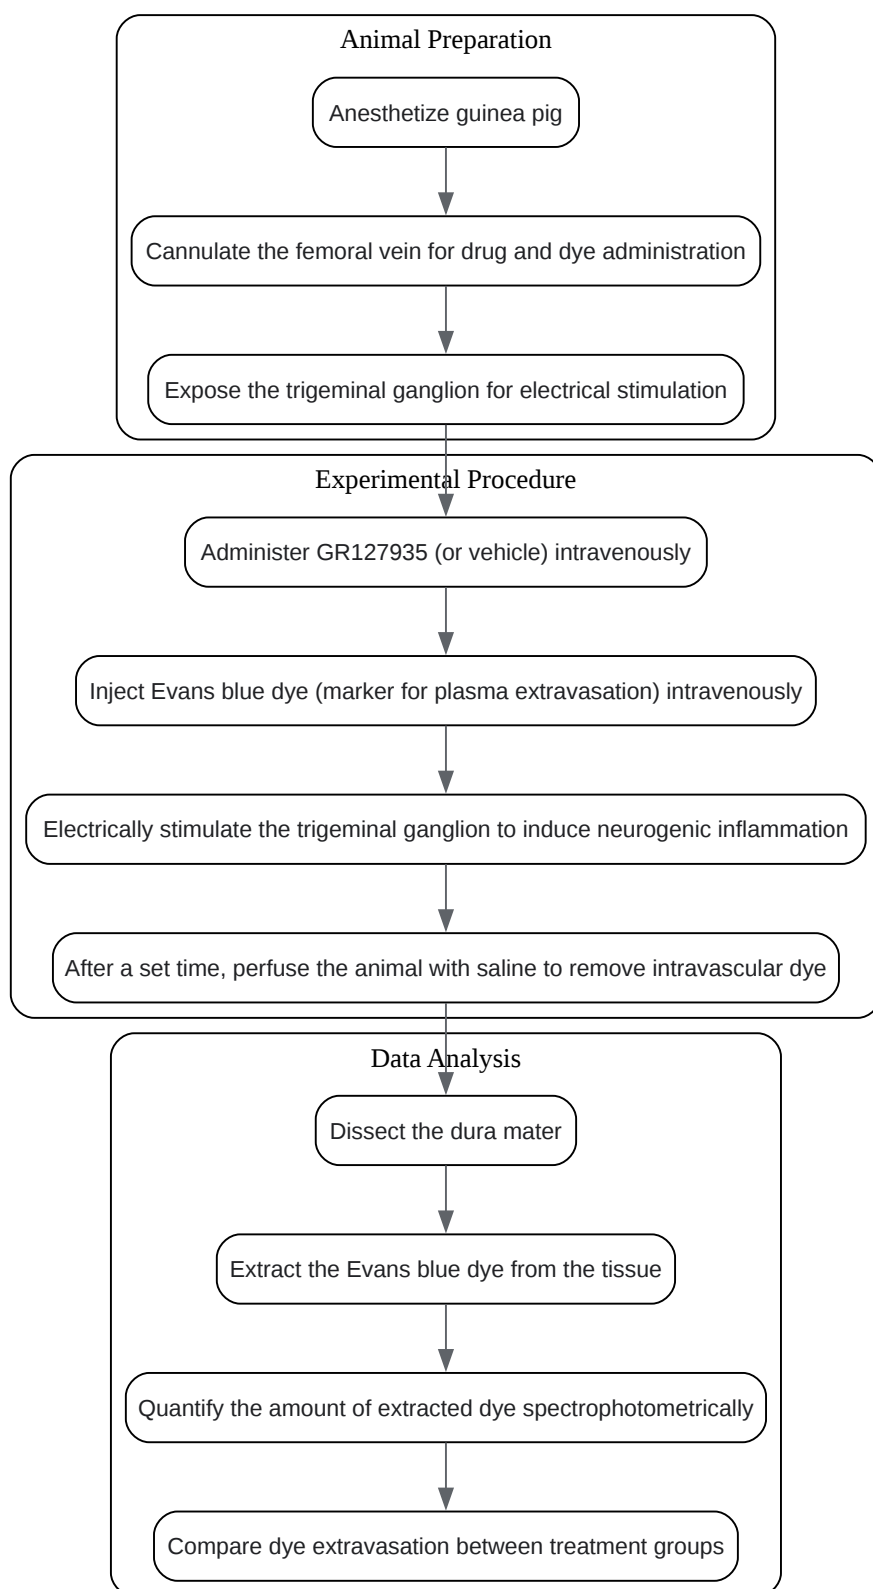 Animal Preparation
Anesthetize guinea pig
Cannulate the femoral vein for drug and dye administration
Expose the trigeminal ganglion for electrical stimulation
Experimental Procedure
Administer GR127935 (or vehicle) intravenously
Inject Evans blue dye (marker for plasma extravasation) intravenously
Electrically stimulate the trigeminal ganglion to induce neurogenic inflammation
After a set time, perfuse the animal with saline to remove intravascular dye
Data Analysis
Dissect the dura mater
Extract the Evans blue dye from the tissue
Quantify the amount of extracted dye spectrophotometrically
Compare dye extravasation between treatment groups